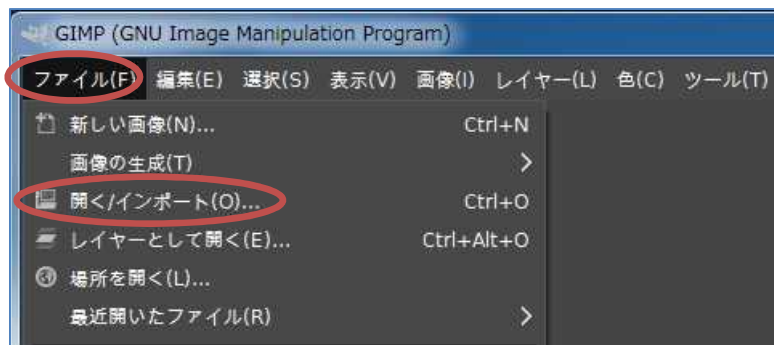 GIMP (GNU Image Manipulation Program)
ファイル(F) 編集(E) 選択(S) 表示(V) 画像(I) レイヤー(L) 色(C) ツール(T)
新しい画像(N)... Ctrl+N
画像の生成(T)
開く/インポート(O)... Ctrl+O
レイヤーとして開く(E)... Ctrl+Alt+O
場所を開く(L)...
最近開いたファイル(R)